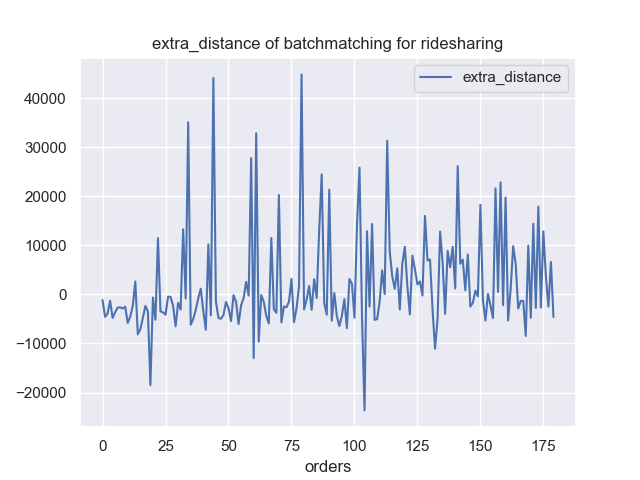 extra_distance of batchmatching for ridesharing
extra_distance
40000
30000
20000
10000
0
−10000
−20000
0 25 50 75 100 125 150 175
orders